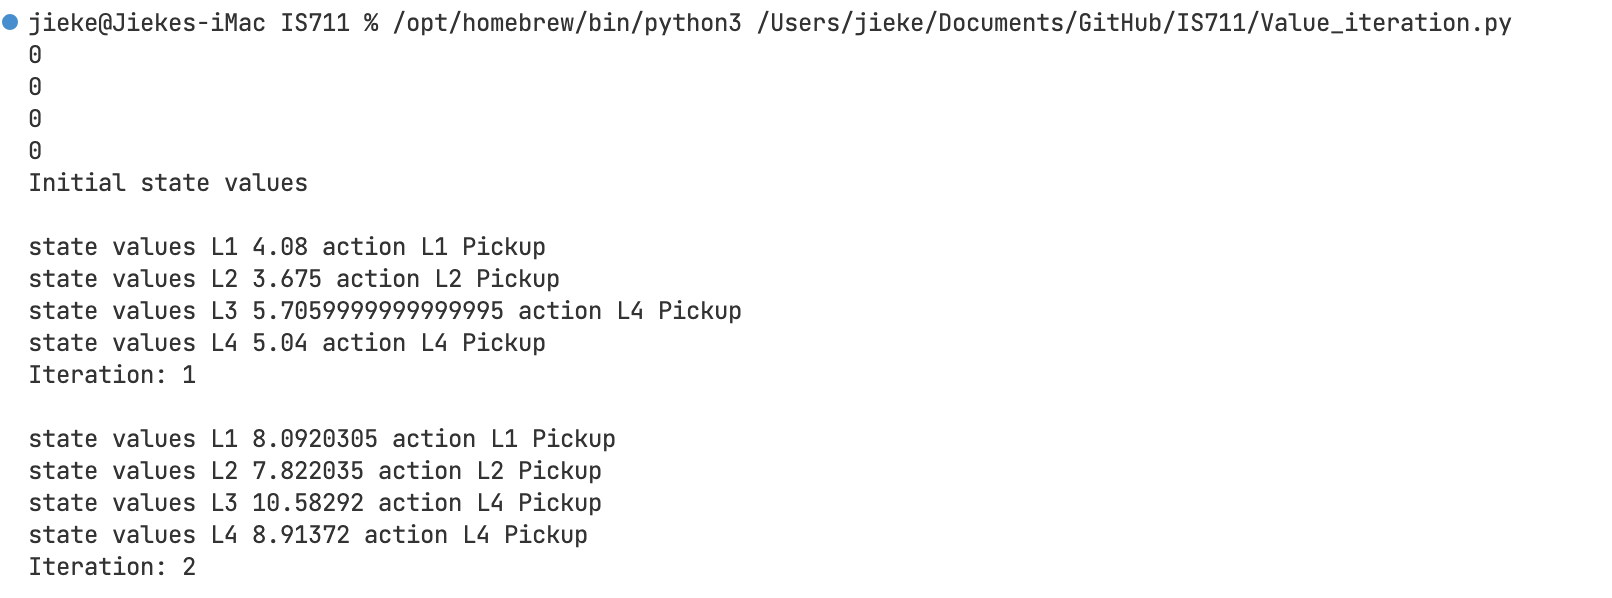 jieke@Jiekes-iMac IS711 % /opt/homebrew/bin/python3 /Users/jieke/Documents/GitHub/IS711/Value_iteration.py
0
0
0
0
Initial state values
state values L1 4.08 action L1 Pickup
state values L2 3.675 action L2 Pickup
state values L3 5.7059999999999995 action L4 Pickup
state values L4 5.04 action L4 Pickup
Iteration: 1
state values L1 8.0920305 action L1 Pickup
state values L2 7.822035 action L2 Pickup
state values L3 10.58292 action L4 Pickup
state values L4 8.91372 action L4 Pickup
Iteration: 2